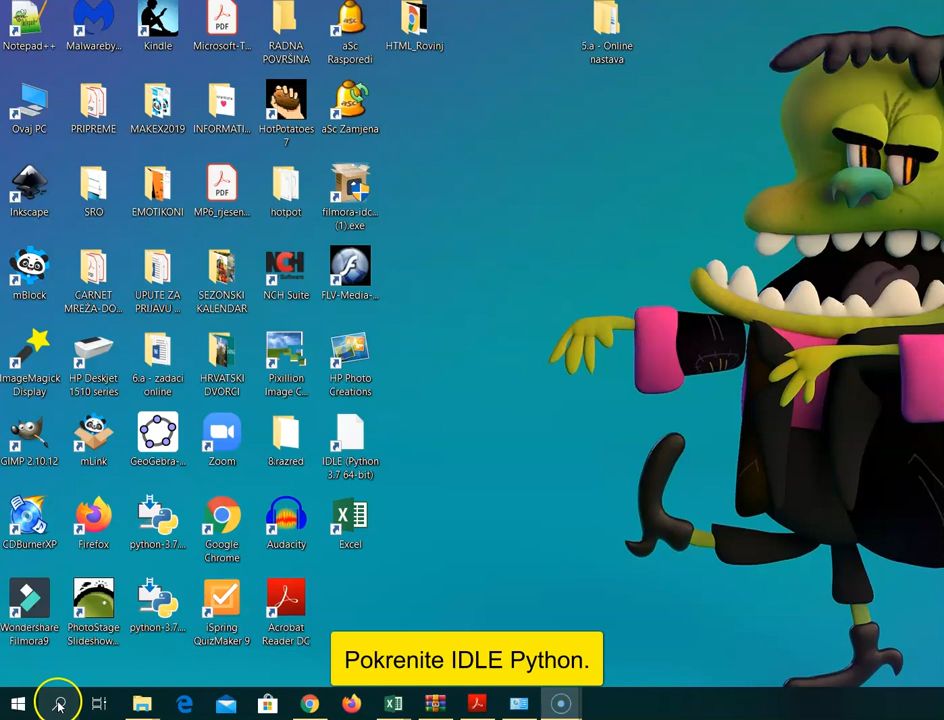 Notepad++
Malwareby...
Kindle
Microsoft-T...
RADNA
POVRŠINA
aSc
Rasporedi
HTML_Rovinj
5.a - Online
nastava
Ovaj PC
PRIPREME
MAKEX2019
INFORMATI...
HotPotatoes
7
aSc Zamjena
Inkscape
SRO
EMOTIKONI
MP6_rjesen...
hotpot
filmora-idc...
(1).exe
mBlock
CARNET
MREŽA-DO...
UPUTE ZA
PRIJAVU ...
SEZONSKI
KALENDAR
NCH Suite
FLV-Media-...
ImageMagick
Display
HP Deskjet
1510 series
6.a - zadaci
online
HRVATSKI
DVORCI
Pixillion
Image C...
HP Photo
Creations
GIMP 2.10.12
mLink
GeoGebra-...
Zoom
8.razred
IDLE (Python
3.7 64-bit)
CDBurnerXP
Firefox
python-3.7....
Google
Chrome
Audacity
Excel
Wondershare
Filmora9
PhotoStage
Slideshow...
python-3.7....
iSpring
QuizMaker 9
Acrobat
Reader DC
Pokrenite IDLE Python.